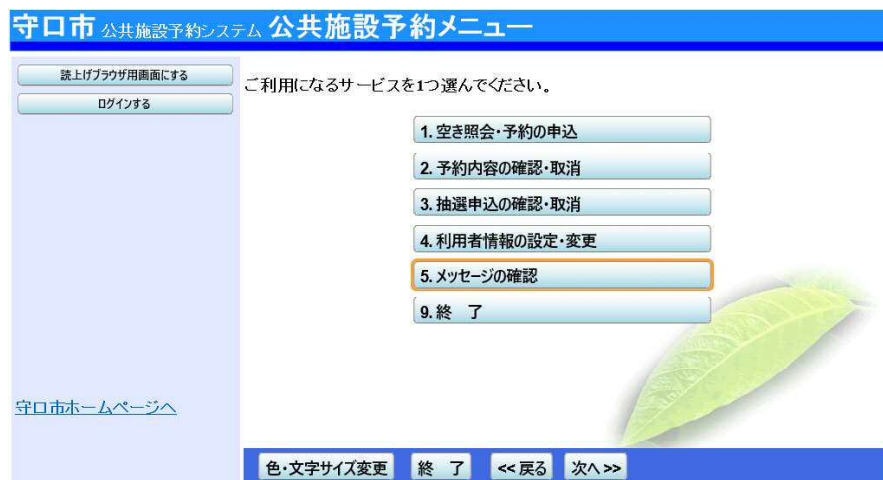 守口市 公共施設予約システム 公共施設予約メニュー
読上げブラウザ用画面にする
ログインする
ご利用になるサービスを1つ選んでください。
1. 空き照会・予約の申込
2. 予約内容の確認・取消
3. 抽選申込の確認・取消
4. 利用者情報の設定・変更
5. メッセージの確認
9. 終　了
守口市ホームページへ
色・文字サイズ変更 終　了 << 戻る 次へ >>